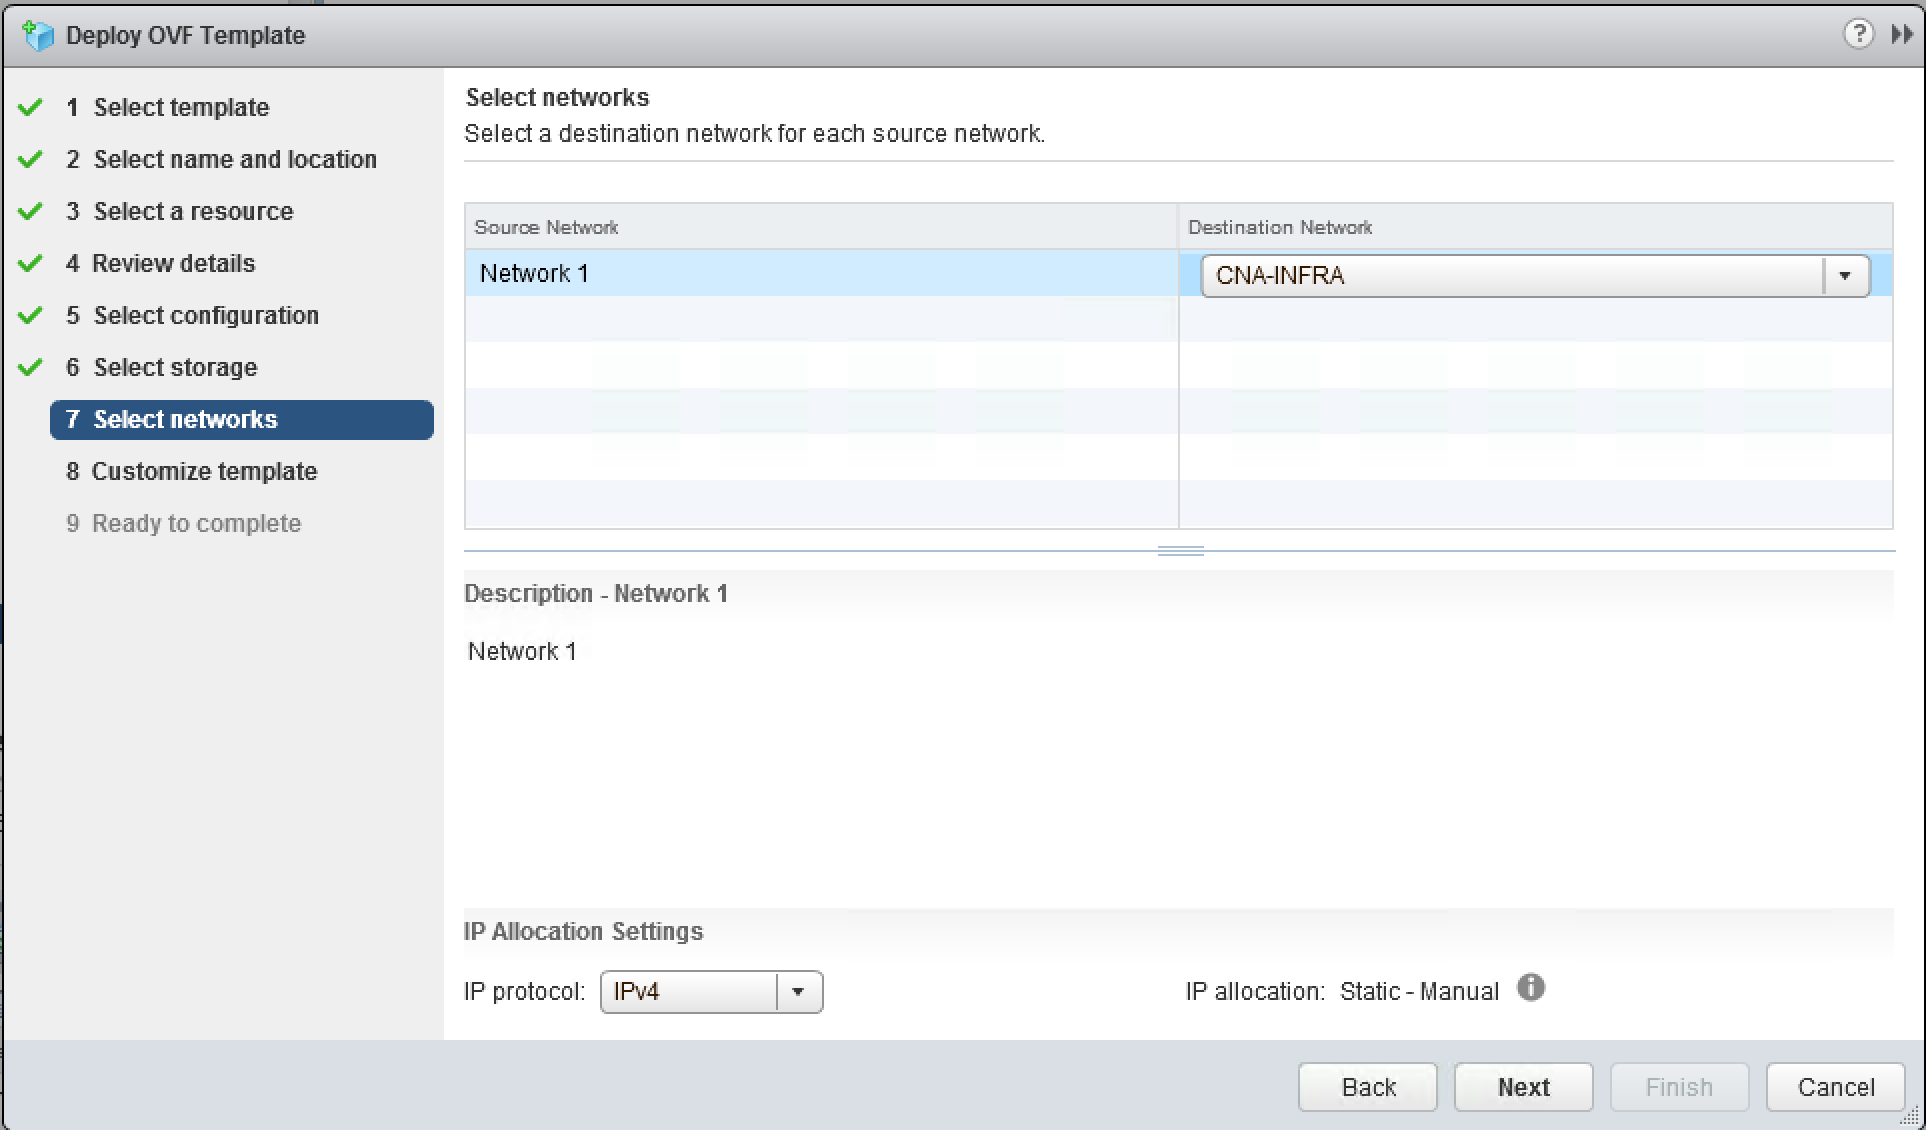 Deploy OVF Template
?
1 Select template
2 Select name and location
3 Select a resource
4 Review details
5 Select configuration
6 Select storage
7 Select networks
8 Customize template
9 Ready to complete
Select networks
Select a destination network for each source network.
Source Network Destination Network
Network 1 CNA-INFRA
Description - Network 1
Network 1
IP Allocation Settings
IP protocol: IPv4 IP allocation: Static - Manual
Back Next Finish Cancel